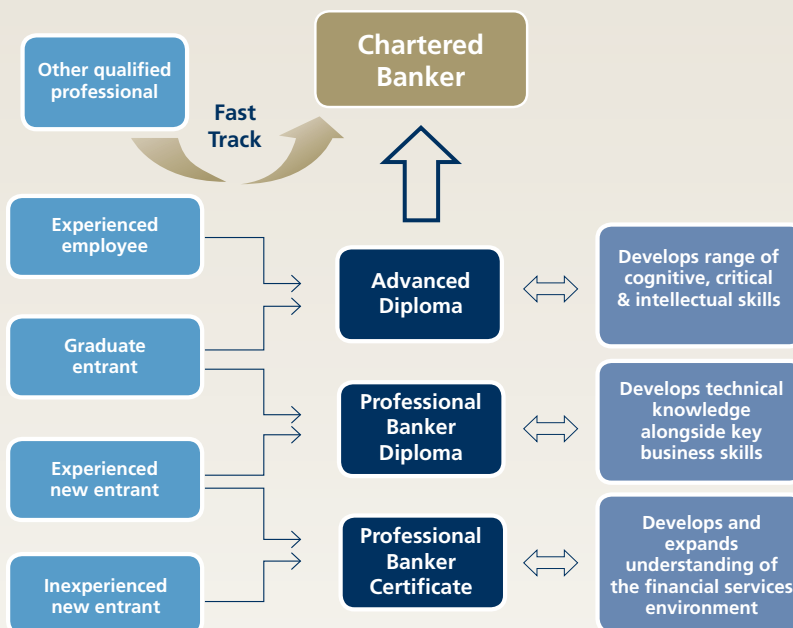 Other qualified
professional
Fast
Track
Chartered
Banker
Experienced
employee
Advanced
Diploma
Develops range of
cognitive, critical
& intellectual skills
Graduate
entrant
Professional
Banker
Diploma
Develops technical
knowledge
alongside key
business skills
Experienced
new entrant
Professional
Banker
Certificate
Develops and
expands
understanding of
the financial services
environment
Inexperienced
new entrant